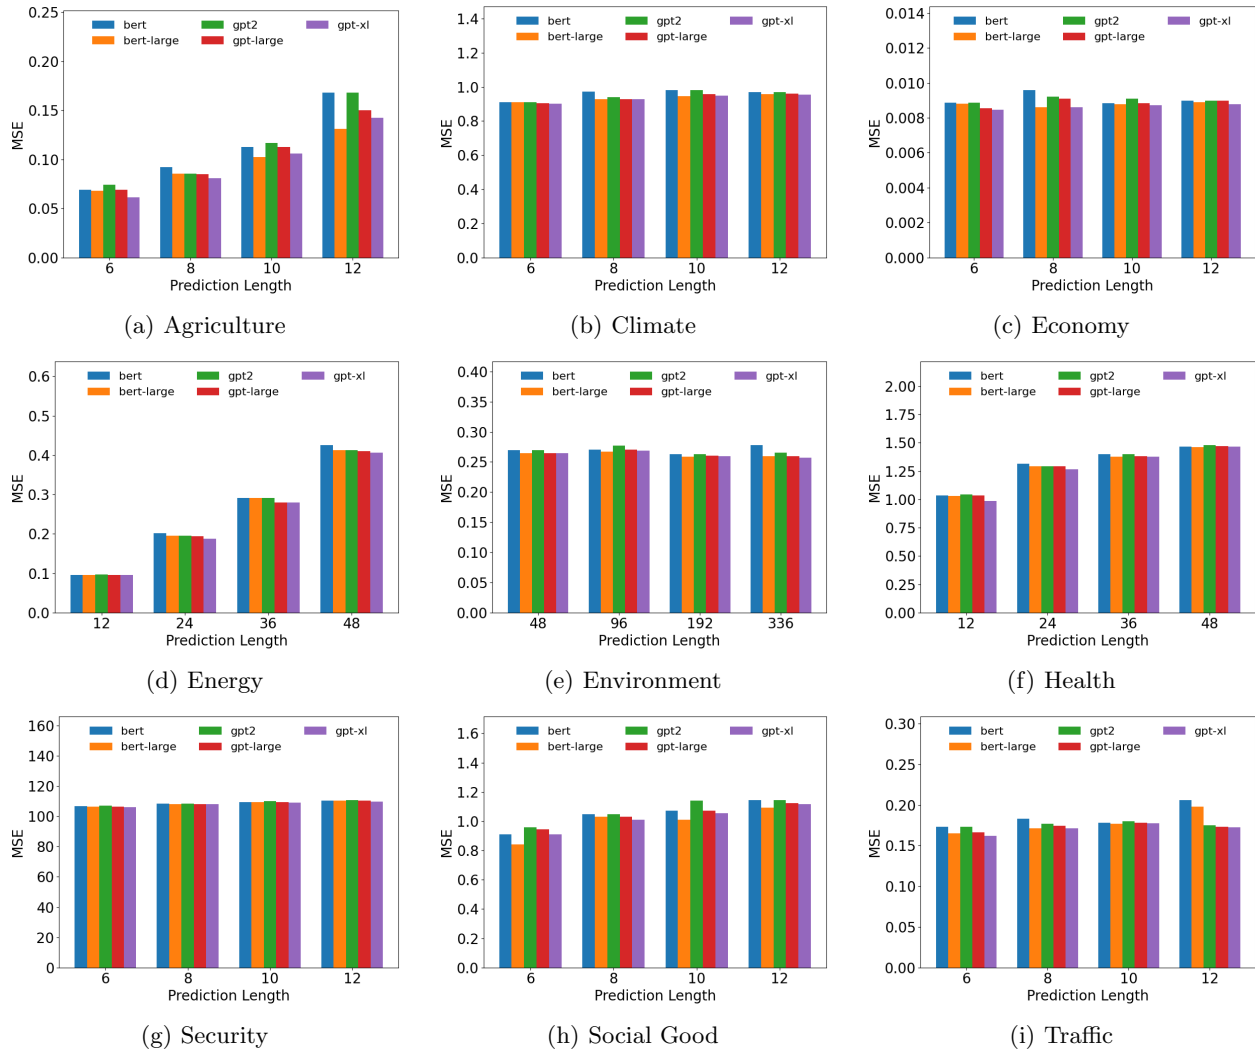 0.25
0.20
0.15
0.10
0.05
0.00
MSE
bert
bert-large
gpt2
gpt-large
gpt-xl
6 8 10 12
Prediction Length
(a) Agriculture
1.4
1.2
1.0
0.8
0.6
0.4
0.2
0.0
MSE
bert
bert-large
gpt2
gpt-large
gpt-xl
6 8 10 12
Prediction Length
(b) Climate
0.014
0.012
0.010
0.008
0.006
0.004
0.002
0.000
MSE
bert
bert-large
gpt2
gpt-large
gpt-xl
6 8 10 12
Prediction Length
(c) Economy
0.6
0.5
0.4
0.3
0.2
0.1
0.0
MSE
bert
bert-large
gpt2
gpt-large
gpt-xl
12 24 36 48
Prediction Length
(d) Energy
0.40
0.35
0.30
0.25
0.20
0.15
0.10
0.05
0.00
MSE
bert
bert-large
gpt2
gpt-large
gpt-xl
48 96 192 336
Prediction Length
(e) Environment
2.00
1.75
1.50
1.25
1.00
0.75
0.50
0.25
0.00
MSE
bert
bert-large
gpt2
gpt-large
gpt-xl
12 24 36 48
Prediction Length
(f) Health
160
140
120
100
80
60
40
20
0
MSE
bert
bert-large
gpt2
gpt-large
gpt-xl
6 8 10 12
Prediction Length
(g) Security
1.6
1.4
1.2
1.0
0.8
0.6
0.4
0.2
0.0
MSE
bert
bert-large
gpt2
gpt-large
gpt-xl
6 8 10 12
Prediction Length
(h) Social Good
0.30
0.25
0.20
0.15
0.10
0.05
0.00
MSE
bert
bert-large
gpt2
gpt-large
gpt-xl
6 8 10 12
Prediction Length
(i) Traffic